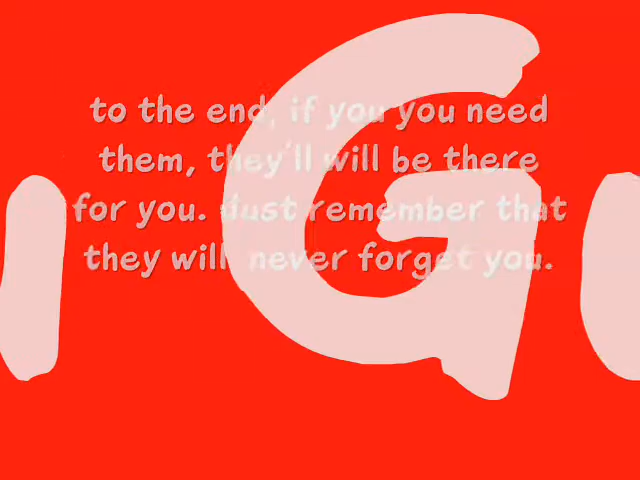 to the end, if you you need
them, they'll will be there
for you. Just remember that
they will never forget you.
G